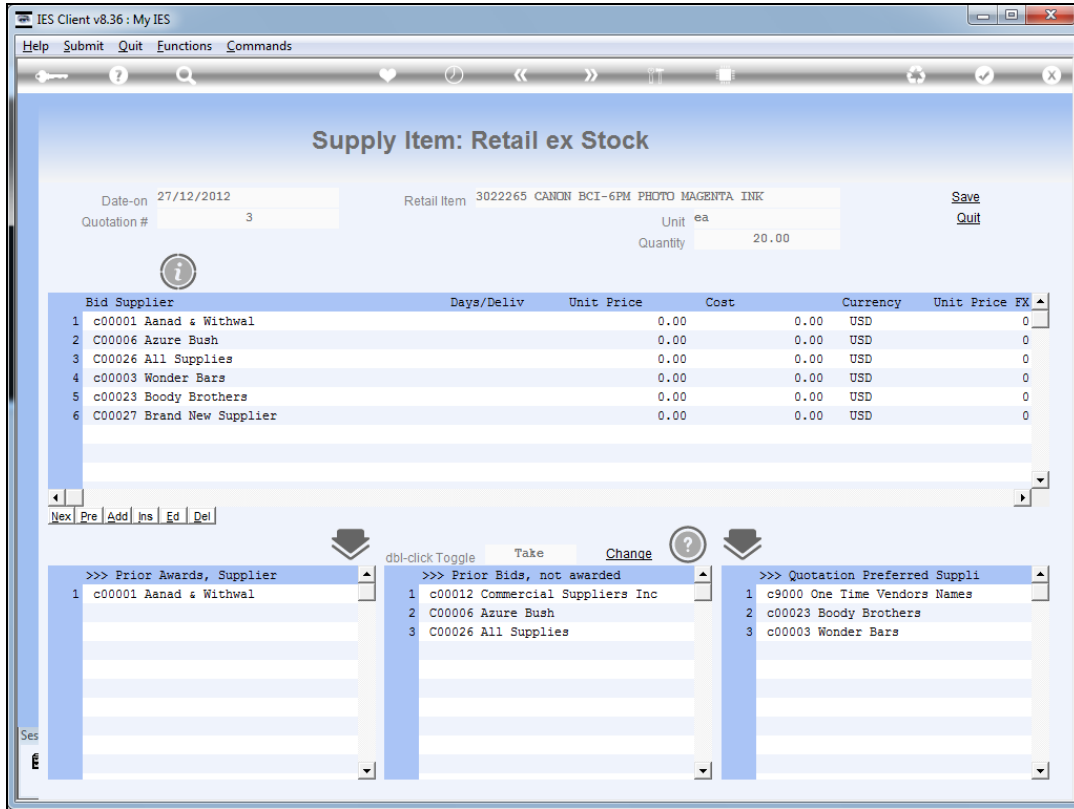 IES Client v8.36 : My IES
Help Submit Quit Functions Commands
Supply Item: Retail ex Stock
Date-on 27/12/2012 Retail Item 3022265 CANON BCI-6PM PHOTO MAGENTA INK Save
Quotation # 3 Unit ea Quit
Quantity 20.00
Bid Supplier Days/Deliv Unit Price Cost Currency Unit Price FX
1 c00001 Aanad & Withwal 0.00 0.00 USD 0
2 C00006 Azure Bush 0.00 0.00 USD 0
3 C00026 All Supplies 0.00 0.00 USD 0
4 c00003 Wonder Bars 0.00 0.00 USD 0
5 c00023 Boody Brothers 0.00 0.00 USD 0
6 C00027 Brand New Supplier 0.00 0.00 USD 0
Nex Pre Add Ins Ed Del
dbl-click Toggle Take Change
>>> Prior Awards, Supplier
1 c00001 Aanad & Withwal
>>> Prior Bids, not awarded
1 c00012 Commercial Suppliers Inc
2 C00006 Azure Bush
3 C00026 All Supplies
>>> Quotation Preferred Suppli
1 c9000 One Time Vendors Names
2 c00023 Boody Brothers
3 c00003 Wonder Bars
Ses